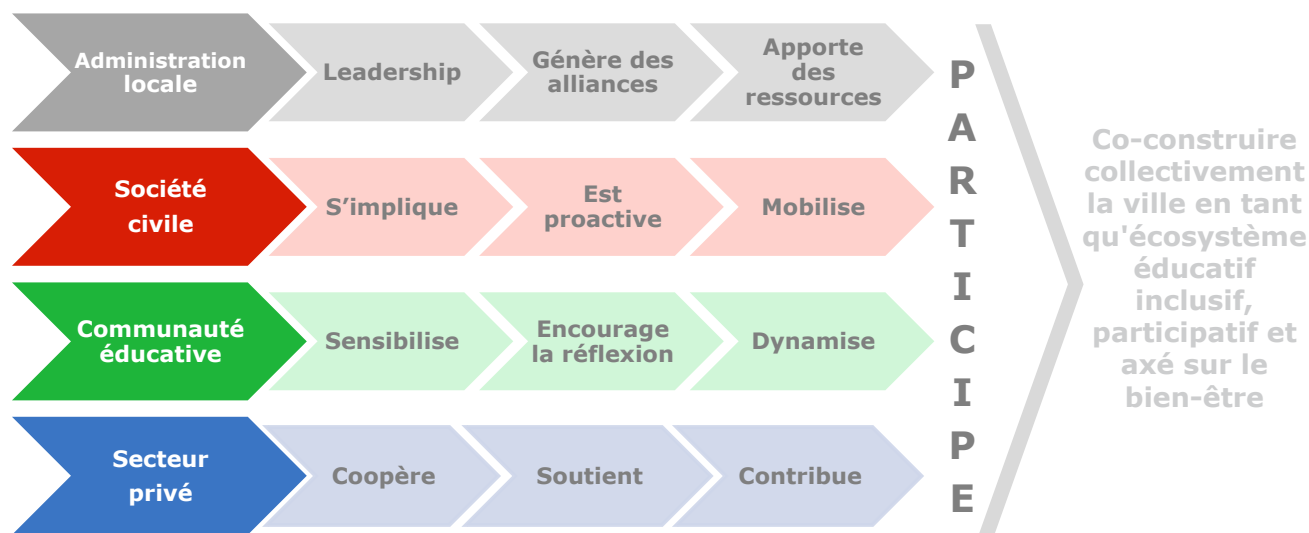 Administration
locale
Leadership
Génère des
alliances
Apporte
des
ressources
Société
civile
S’implique
Est
proactive
Mobilise
Communauté
éducative
Sensibilise
Encourage
la réflexion
Dynamise
Secteur
privé
Coopère
Soutient
Contribue
P
A
R
T
I
C
I
P
E
Co-construire
collectivement
la ville en tant
qu'écosystème
éducatif
inclusif,
participatif et
axé sur le
bien-être